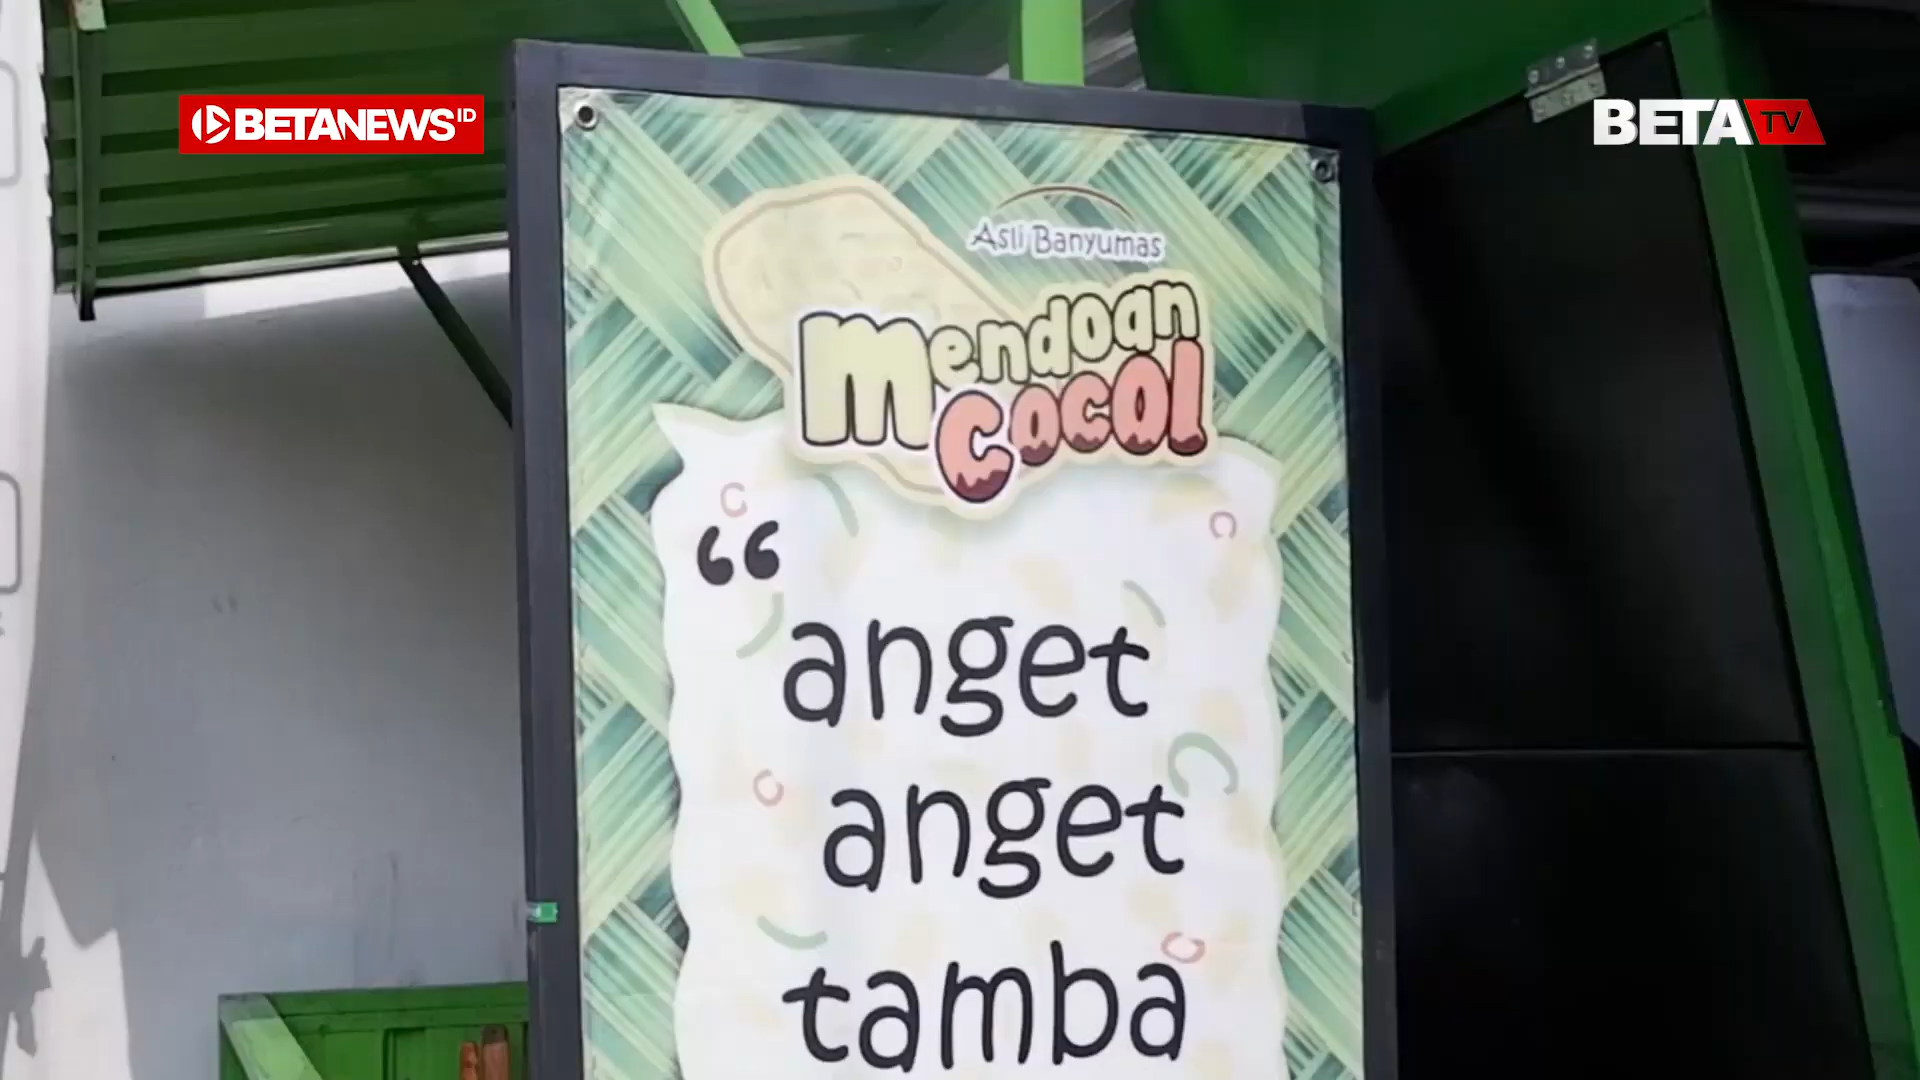 BETANEWS ID
BETA TV
Asli Banyumas
Mendoan
Cocol
“
anget
anget
tamba